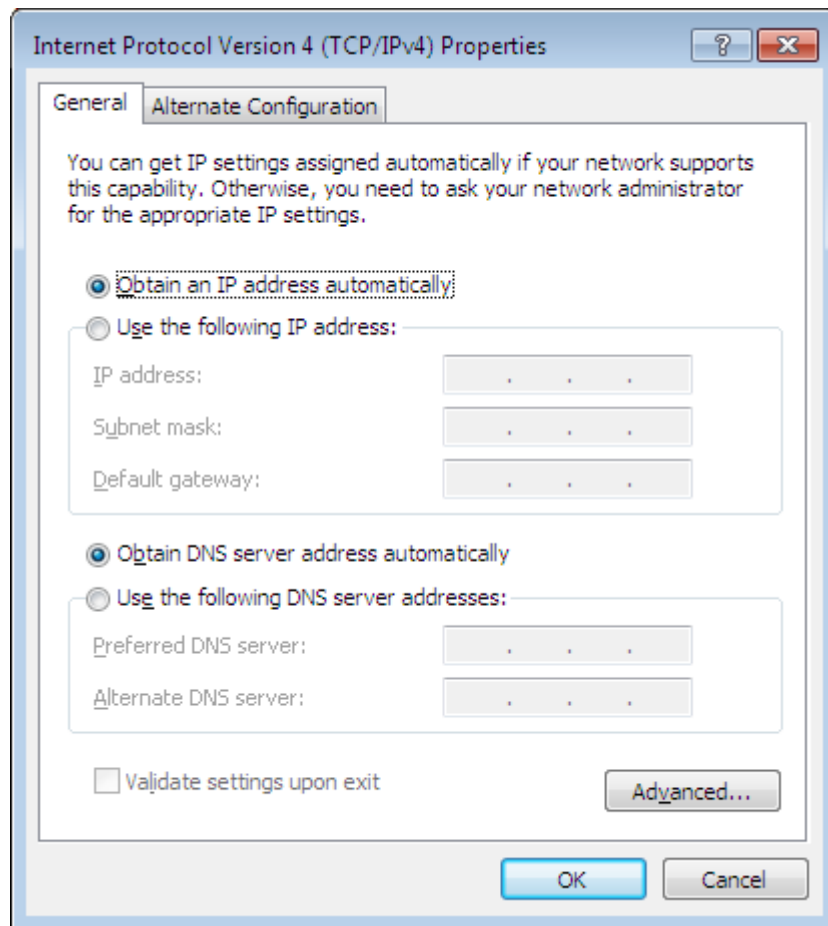 Internet Protocol Version 4 (TCP/IPv4) Properties
General
Alternate Configuration
You can get IP settings assigned automatically if your network supports
this capability. Otherwise, you need to ask your network administrator
for the appropriate IP settings.
Obtain an IP address automatically
Use the following IP address:
IP address:
Subnet mask:
Default gateway:
Obtain DNS server address automatically
Use the following DNS server addresses:
Preferred DNS server:
Alternate DNS server:
Validate settings upon exit
Advanced...
OK
Cancel